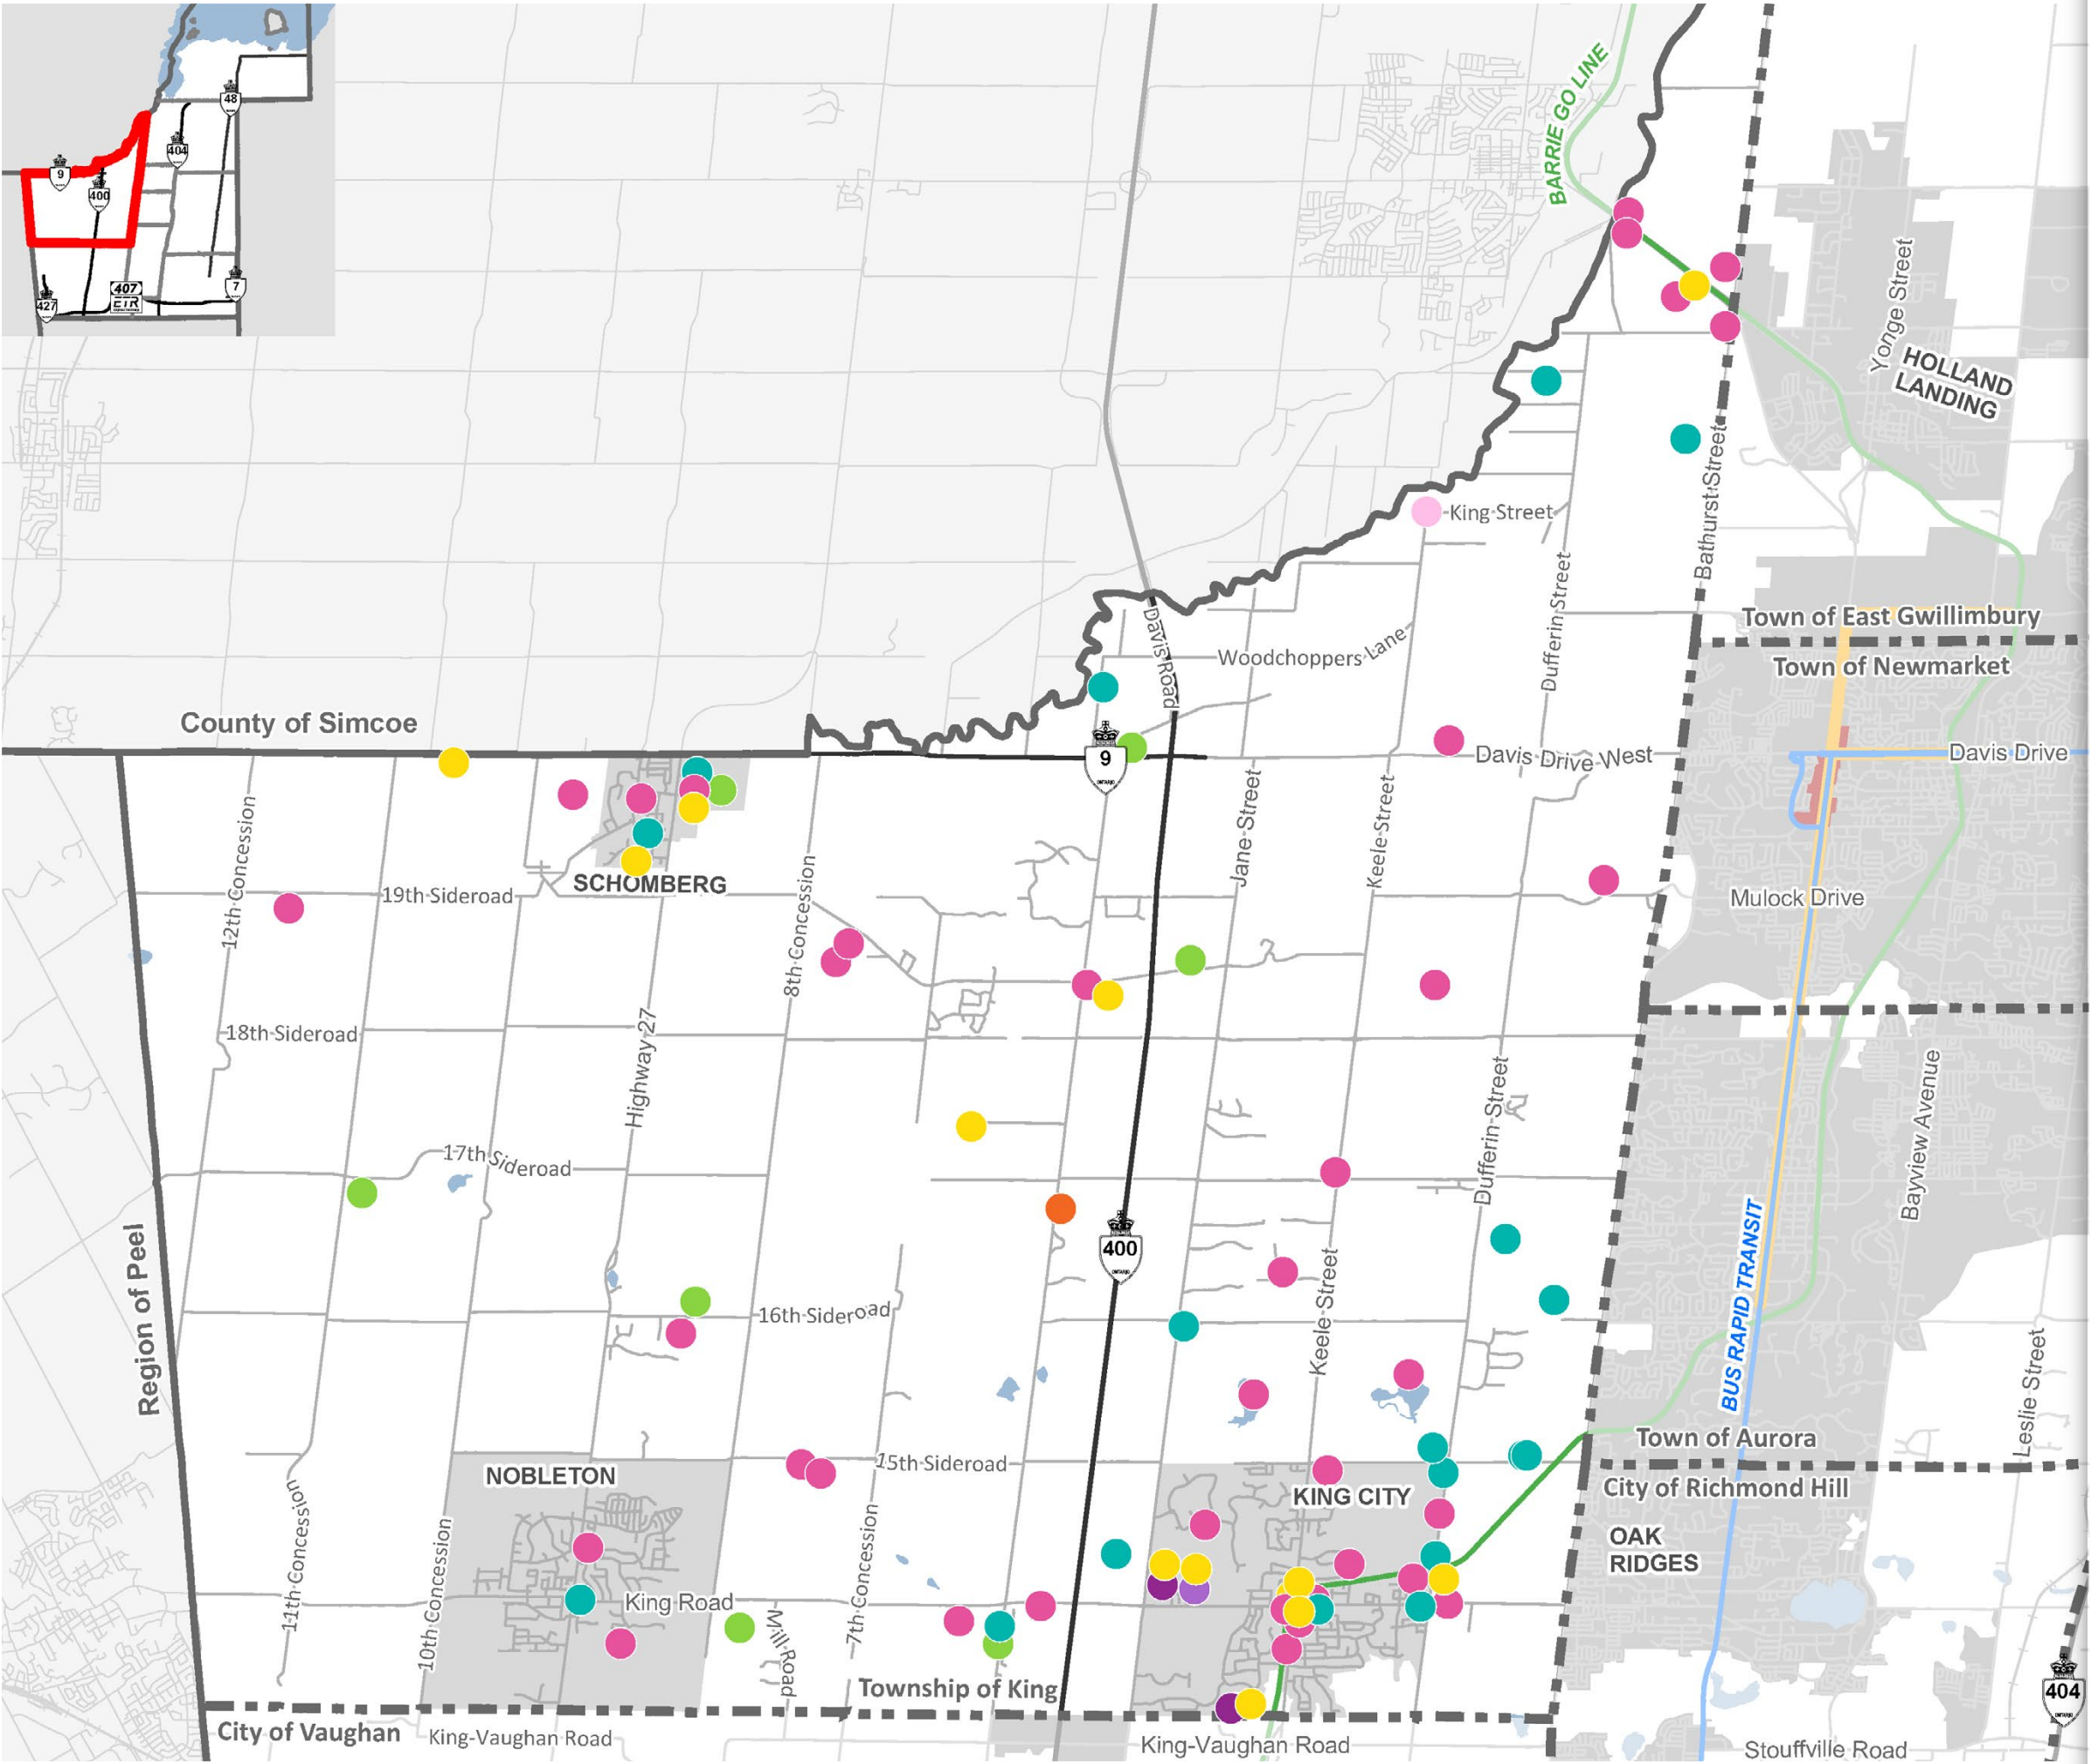 48
404
9
400
407
ETR
7
427
BARRIE GO LINE
Yonge Street
HOLLAND
LANDING
Bathurst Street
King Street
Dufferin Street
Town of East Gwillimbury
Town of Newmarket
Davis Road
Woodchoppers Lane
County of Simcoe
9
ONTARIO
Davis Drive West
Davis Drive
12th Concession
Jane Street
Keele Street
8th Concession
SCHOMBERG
19th Sideroad
Mulock Drive
18th Sideroad
Highway 27
Dufferin Street
Bayview Avenue
17th Sideroad
Region of Peel
400
ONTARIO
BUS RAPID TRANSIT
Keele Street
16th Sideroad
Leslie Street
Town of Aurora
15th Sideroad
NOBLETON
KING CITY
City of Richmond Hill
OAK
RIDGES
11th Concession
10th Concession
7th Concession
King Road
Mill Road
Township of King
404
ONTARIO
City of Vaughan
King-Vaughan Road
King-Vaughan Road
Stouffville Road